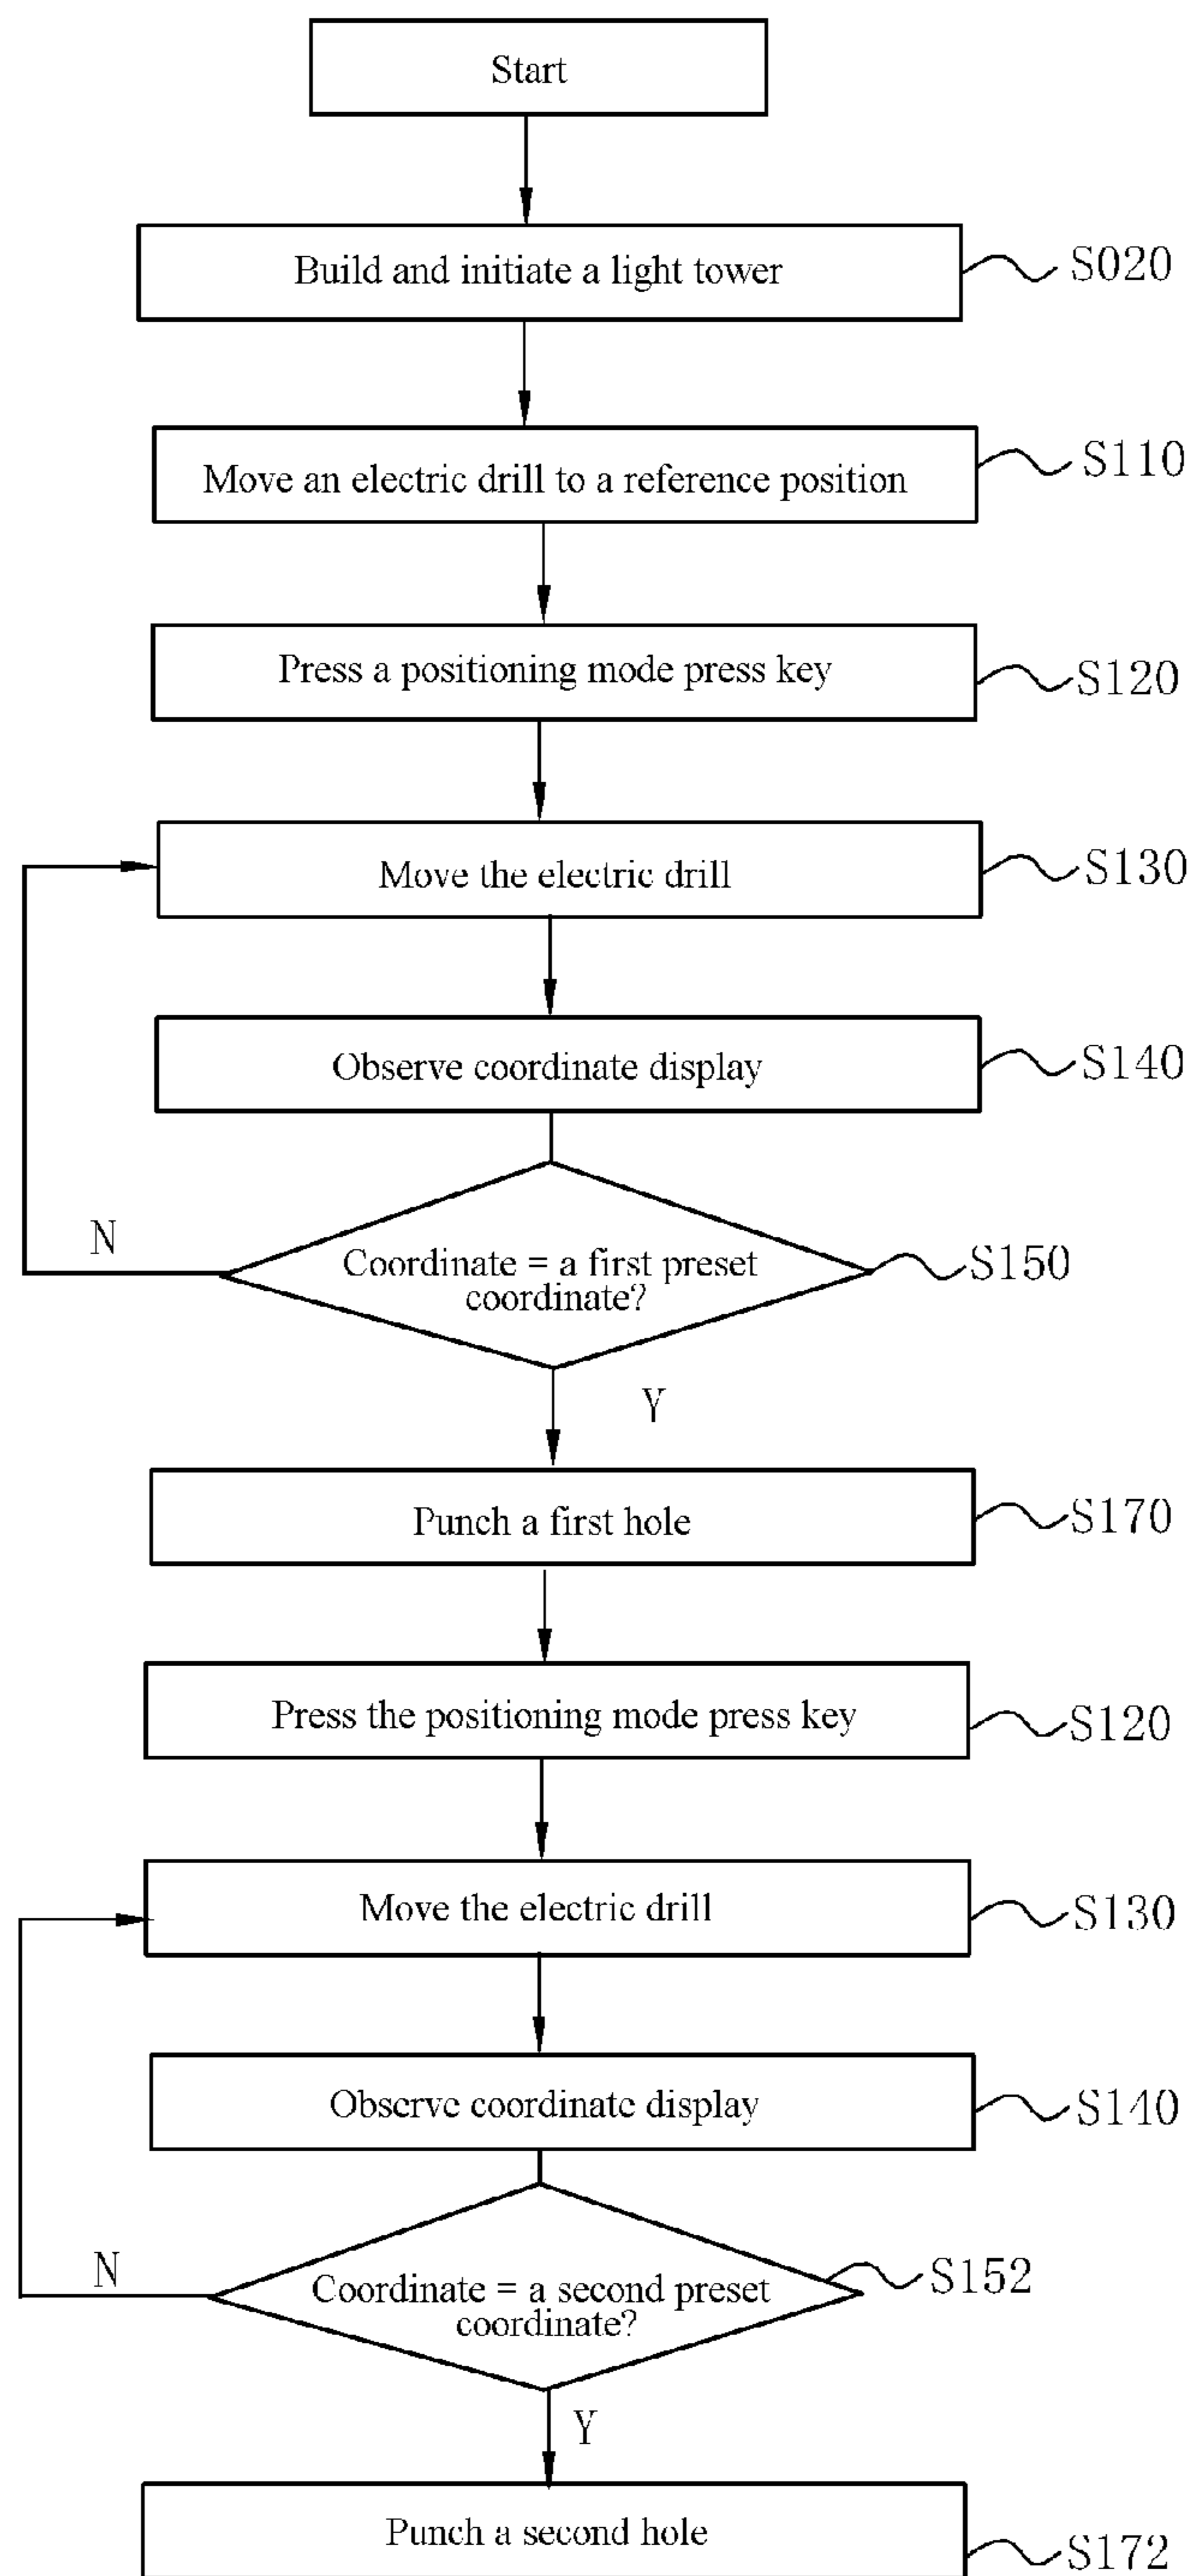 Start
Build and initiate a light tower
S020
Move an electric drill to a reference position
S110
Press a positioning mode press key
S120
Move the electric drill
S130
Observe coordinate display
S140
N
Coordinate = a first preset
coordinate?
S150
Y
Punch a first hole
S170
Press the positioning mode press key
S120
Move the electric drill
S130
Observe coordinate display
S140
N
Coordinate = a second preset
coordinate?
S152
Y
Punch a second hole
S172